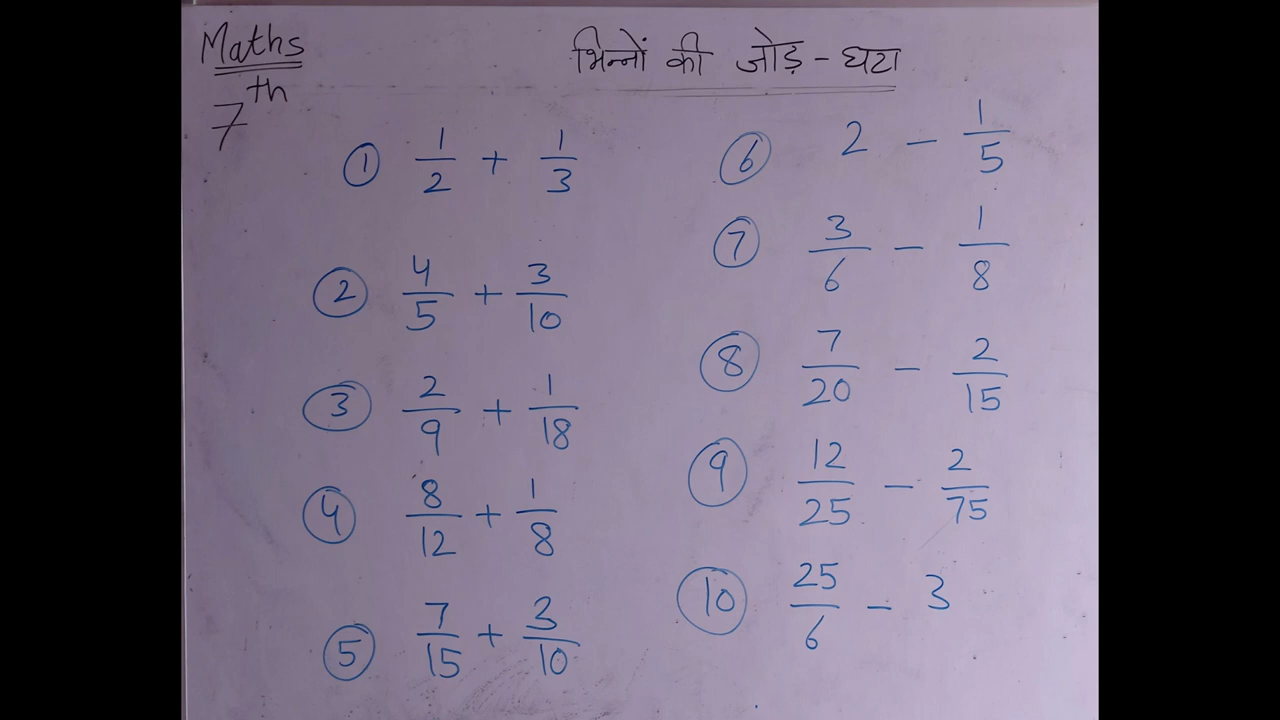 Maths
7th
भिन्नों की जोड़ - घटा
① 1/2 + 1/3
② 4/5 + 3/10
③ 2/9 + 1/18
④ 8/12 + 1/8
⑤ 7/15 + 3/10
⑥ 2 - 1/5
⑦ 3/6 - 1/8
⑧ 7/20 - 2/15
⑨ 12/25 - 2/75
⑩ 25/6 - 3